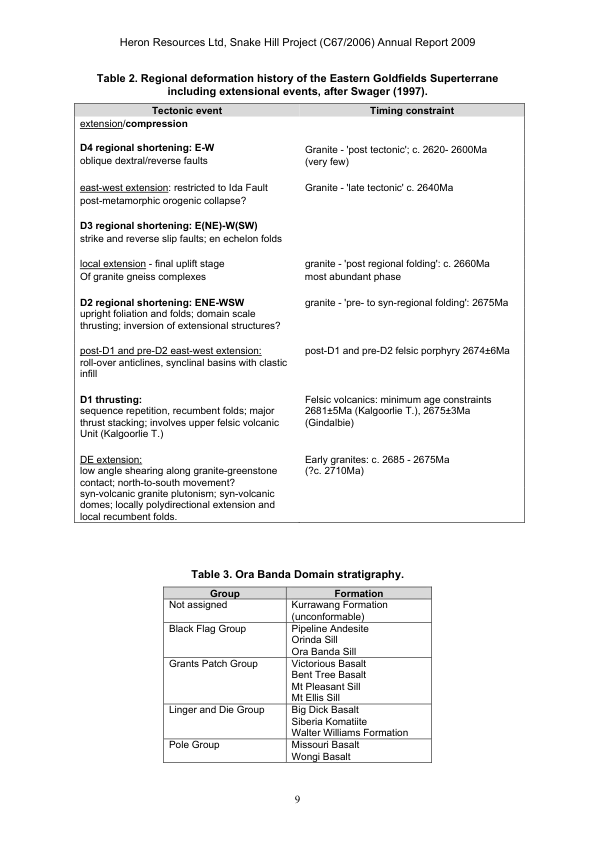 Heron Resources Ltd, Snake Hill Project (C67/2006) Annual Report 2009
Table 2. Regional deformation history of the Eastern Goldfields Superterrane
including extensional events, after Swager (1997).
Tectonic event
Timing constraint
extension/compression
D4 regional shortening: E-W
oblique dextral/reverse faults
Granite - 'post tectonic'; c. 2620- 2600Ma
(very few)
east-west extension: restricted to Ida Fault
post-metamorphic orogenic collapse?
Granite - 'late tectonic' c. 2640Ma
D3 regional shortening: E(NE)-W(SW)
strike and reverse slip faults; en echelon folds
local extension - final uplift stage
Of granite gneiss complexes
granite - 'post regional folding': c. 2660Ma
most abundant phase
D2 regional shortening: ENE-WSW
upright foliation and folds; domain scale
thrusting; inversion of extensional structures?
granite - 'pre- to syn-regional folding': 2675Ma
post-D1 and pre-D2 east-west extension:
roll-over anticlines, synclinal basins with clastic
infill
post-D1 and pre-D2 felsic porphyry 2674±6Ma
D1 thrusting:
sequence repetition, recumbent folds; major
thrust stacking; involves upper felsic volcanic
Unit (Kalgoorlie T.)
Felsic volcanics: minimum age constraints
2681±5Ma (Kalgoorlie T.), 2675±3Ma
(Gindalbie)
DE extension:
low angle shearing along granite-greenstone
contact; north-to-south movement?
syn-volcanic granite plutonism; syn-volcanic
domes; locally polydirectional extension and
local recumbent folds.
Early granites: c. 2685 - 2675Ma
(?c. 2710Ma)
Table 3. Ora Banda Domain stratigraphy.
Group
Formation
Not assigned
Kurrawang Formation
(unconformable)
Black Flag Group
Pipeline Andesite
Orinda Sill
Ora Banda Sill
Grants Patch Group
Victorious Basalt
Bent Tree Basalt
Mt Pleasant Sill
Mt Ellis Sill
Linger and Die Group
Big Dick Basalt
Siberia Komatiite
Walter Williams Formation
Pole Group
Missouri Basalt
Wongi Basalt
9